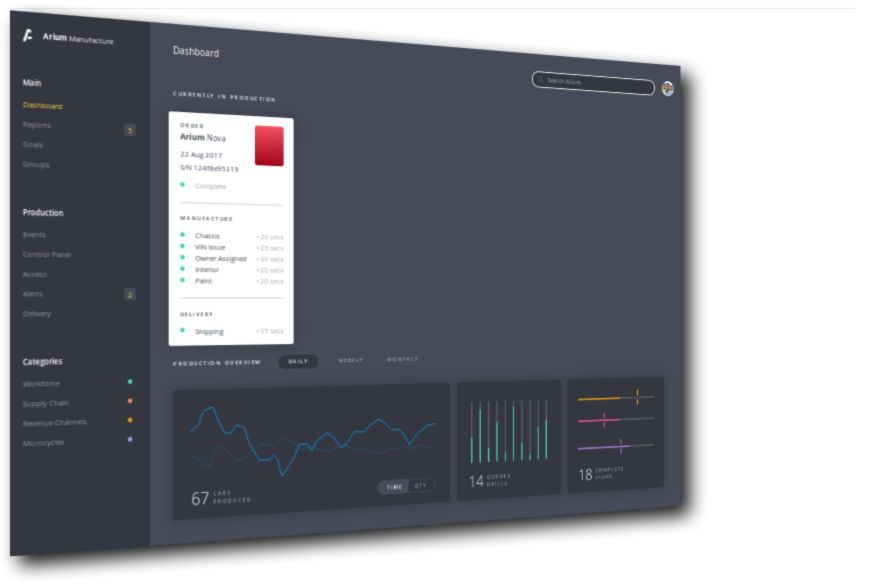 Arium Manufacture
Main
Dashboard
Reports 5
Goals
Groups
Production
Events
Control Panel
Access
Alerts 2
Delivery
Categories
Workforce
Supply Chain
Revenue Channels
Microcycles
Dashboard
Search Arium
CURRENTLY IN PRODUCTION
ORDER
Arium Nova
22 Aug 2017
S/N 124f8e95319
Complete
MANUFACTURE
Chassis +20 secs
VIN Issue +25 secs
Owner Assigned +30 secs
Interior +20 secs
Paint +20 secs
DELIVERY
Shipping +35 secs
PRODUCTION OVERVIEW DAILY WEEKLY MONTHLY
67 CARS PRODUCED
TIME QTY
14 QUEUED DRILLS
18 COMPLETE STOPS